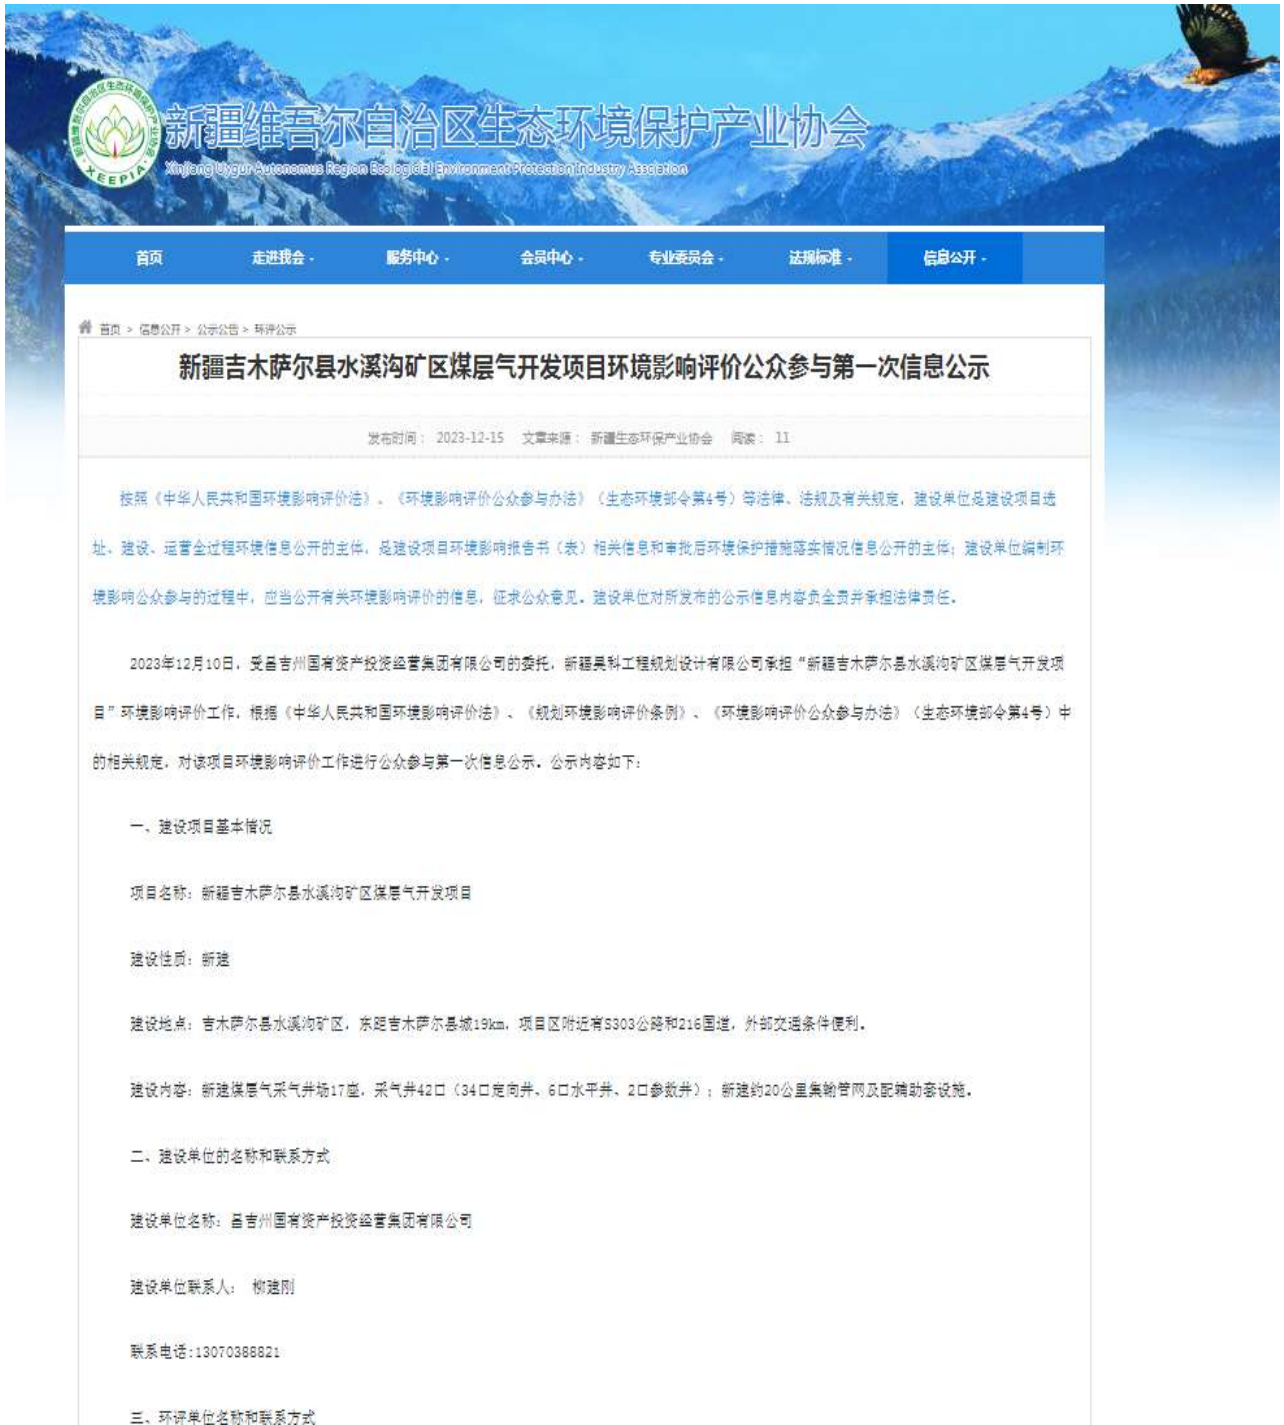 新疆维吾尔自治区生态环境保护产业协会
Xinjiang Uygur Autonomus Region Ecologicial Environment Protection Industry Assciation
XEEPIA
首页 走进我会 - 服务中心 - 会员中心 - 专业委员会 - 法规标准 - 信息公开 -
首页 > 信息公开 > 公示公告 > 环评公示
新疆吉木萨尔县水溪沟矿区煤层气开发项目环境影响评价公众参与第一次信息公示
发布时间： 2023-12-15 文章来源： 新疆生态环保产业协会 阅读： 11
按照《中华人民共和国环境影响评价法》、《环境影响评价公众参与办法》（生态环境部令第4号）等法律、法规及有关规定，建设单位是建设项目选
址、建设、运营全过程环境信息公开的主体，是建设项目环境影响报告书（表）相关信息和审批后环境保护措施落实情况信息公开的主体；建设单位编制环
境影响公众参与的过程中，应当公开有关环境影响评价的信息，征求公众意见。建设单位对所发布的公示信息内容负全责并承担法律责任。
2023年12月10日，受昌吉州国有资产投资经营集团有限公司的委托，新疆昊科工程规划设计有限公司承担“新疆吉木萨尔县水溪沟矿区煤层气开发项
目”环境影响评价工作，根据《中华人民共和国环境影响评价法》、《规划环境影响评价条例》、《环境影响评价公众参与办法》（生态环境部令第4号）中
的相关规定，对该项目环境影响评价工作进行公众参与第一次信息公示。公示内容如下：
一、建设项目基本情况
项目名称：新疆吉木萨尔县水溪沟矿区煤层气开发项目
建设性质：新建
建设地点：吉木萨尔县水溪沟矿区，东距吉木萨尔县城19km，项目区附近有S303公路和216国道，外部交通条件便利。
建设内容：新建煤层气采气井场17座，采气井42口（34口定向井、6口水平井、2口参数井）；新建约20公里集输管网及配辅助套设施。
二、建设单位的名称和联系方式
建设单位名称：昌吉州国有资产投资经营集团有限公司
建设单位联系人： 柳建刚
联系电话:13070388821
三、环评单位名称和联系方式